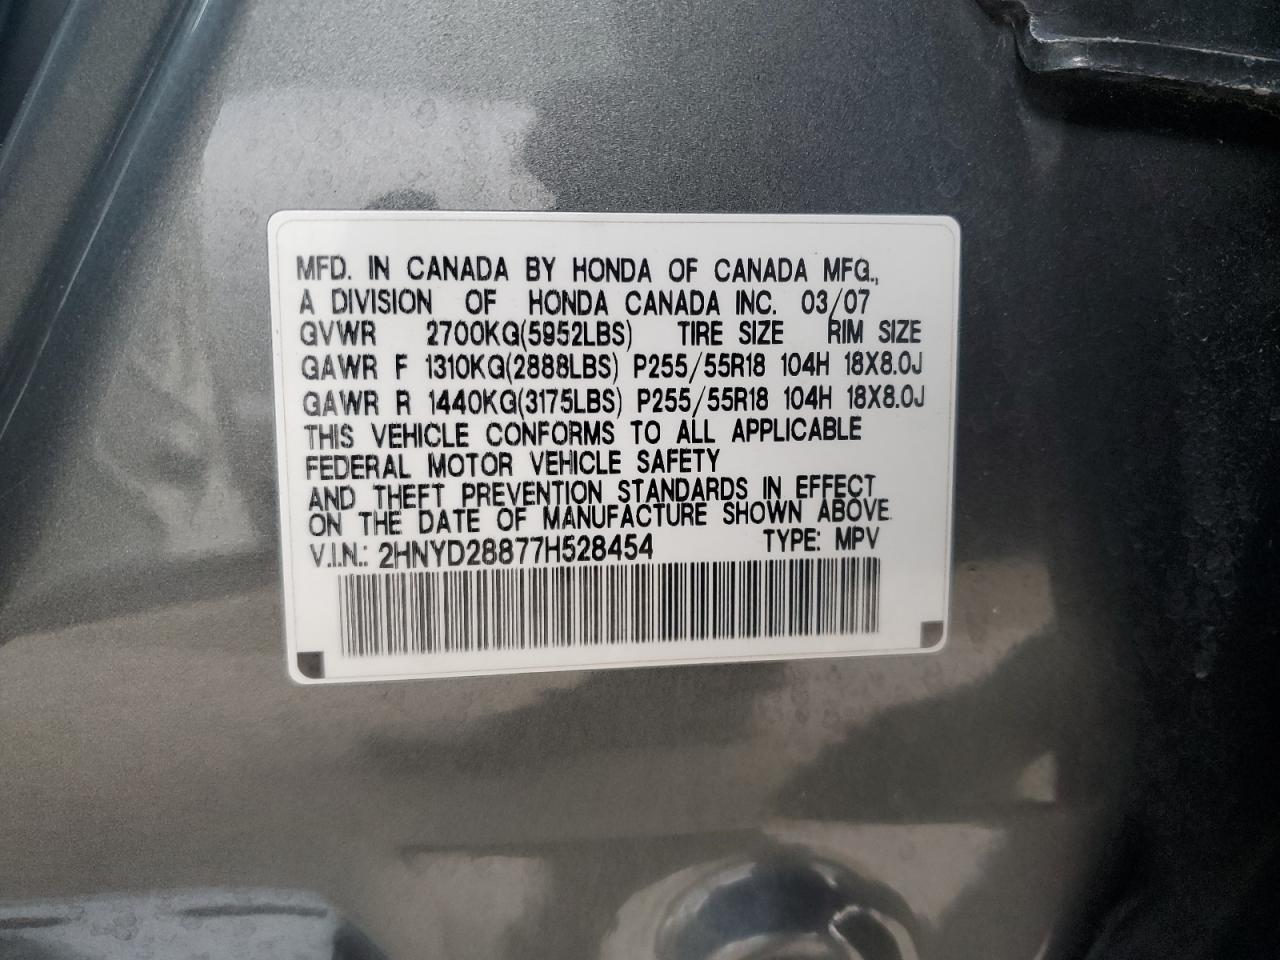 MFD. IN CANADA BY HONDA OF CANADA MFG.,
A DIVISION OF HONDA CANADA INC. 03/07
GVWR 2700KG(5952LBS) TIRE SIZE RIM SIZE
GAWR F 1310KG(2888LBS) P255/55R18 104H 18X8.0J
GAWR R 1440KG(3175LBS) P255/55R18 104H 18X8.0J
THIS VEHICLE CONFORMS TO ALL APPLICABLE
FEDERAL MOTOR VEHICLE SAFETY
AND THEFT PREVENTION STANDARDS IN EFFECT
ON THE DATE OF MANUFACTURE SHOWN ABOVE.
V.I.N.: 2HNYD28877H528454 TYPE: MPV